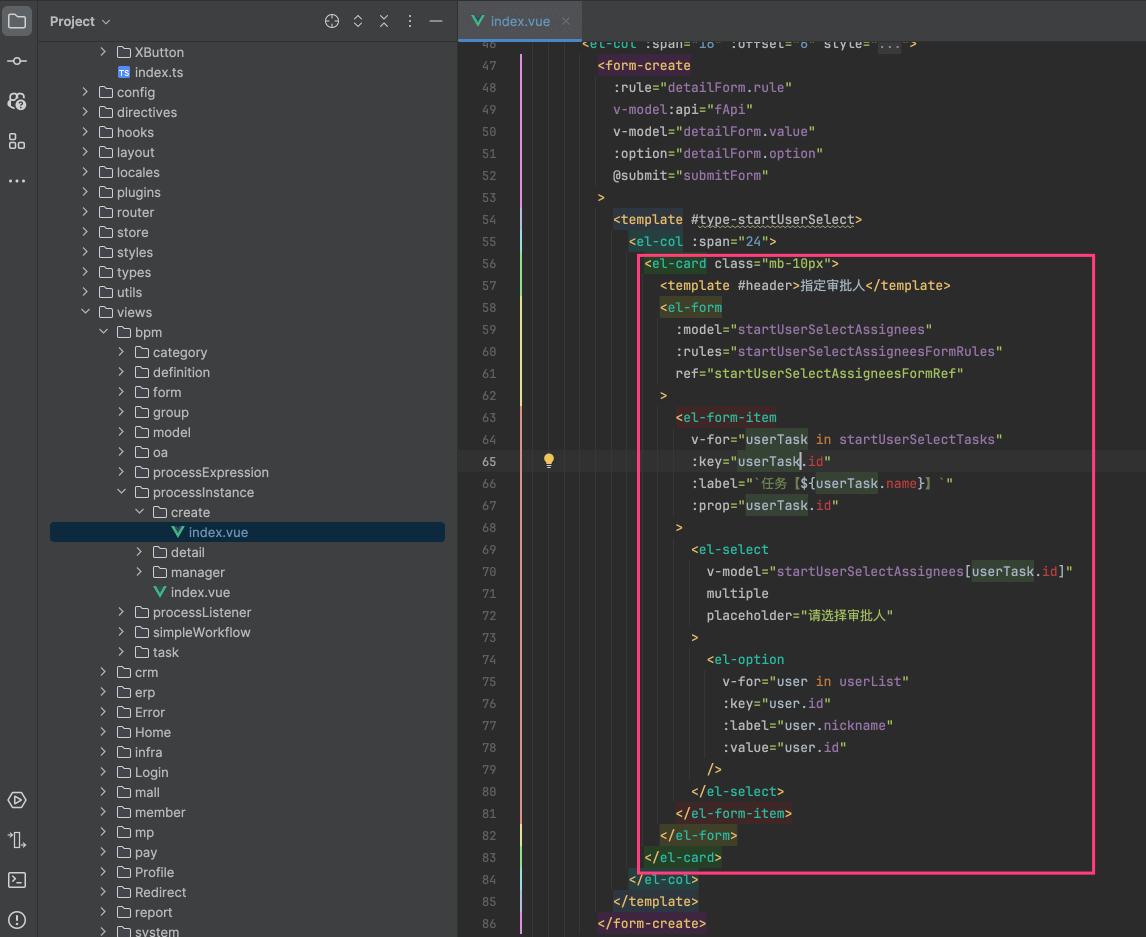 Project
XButton
index.ts
config
directives
hooks
layout
locales
plugins
router
store
styles
types
utils
views
bpm
category
definition
form
group
model
oa
processExpression
processInstance
create
index.vue
detail
manager
index.vue
processListener
simpleWorkflow
task
crm
erp
Error
Home
infra
Login
mall
member
mp
pay
Profile
Redirect
report
system
index.vue
46 <el-col :span="18" :offset="6" style="...">
47 <form-create
48 :rule="detailForm.rule"
49 v-model:api="fApi"
50 v-model="detailForm.value"
51 :option="detailForm.option"
52 @submit="submitForm"
53 >
54 <template #type-startUserSelect>
55 <el-col :span="24">
56 <el-card class="mb-10px">
57 <template #header>指定审批人</template>
58 <el-form
59 :model="startUserSelectAssignees"
60 :rules="startUserSelectAssigneesFormRules"
61 ref="startUserSelectAssigneesFormRef"
62 >
63 <el-form-item
64 v-for="userTask in startUserSelectTasks"
65 :key="userTask.id"
66 :label="`任务【${userTask.name}】`"
67 :prop="userTask.id"
68 >
69 <el-select
70 v-model="startUserSelectAssignees[userTask.id]"
71 multiple
72 placeholder="请选择审批人"
73 >
74 <el-option
75 v-for="user in userList"
76 :key="user.id"
77 :label="user.nickname"
78 :value="user.id"
79 />
80 </el-select>
81 </el-form-item>
82 </el-form>
83 </el-card>
84 </el-col>
85 </template>
86 </form-create>